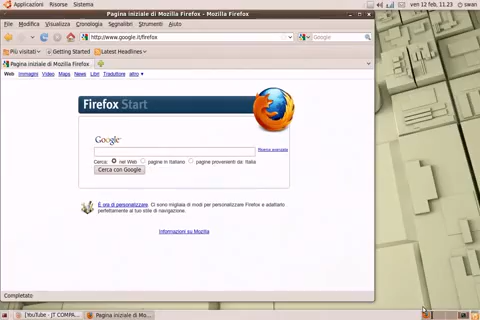 Applicazioni Risorse Sistema ven 12 feb, 11.23 swan
Pagina iniziale di Mozilla Firefox - Mozilla Firefox
File Modifica Visualizza Cronologia Segnalibri Strumenti Aiuto
http://www.google.it/firefox Google
Più visitati Getting Started Latest Headlines
Pagina iniziale di Mozilla Firefox
Web Immagini Video Maps News Libri Traduttore altro
Firefox Start
Google
Ricerca avanzata
Cerca: nel Web pagine in Italiano pagine provenienti da: Italia
Cerca con Google
È ora di personalizzare. Ci sono migliaia di modi per personalizzare Firefox e adattarlo
perfettamente al tuo stile di navigazione.
Informazioni su Mozilla
Completato
[YouTube - JT COMPA... Pagina iniziale di Mo...